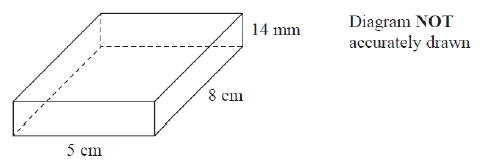 14 mm
Diagram NOT
accurately drawn
8 cm
5 cm